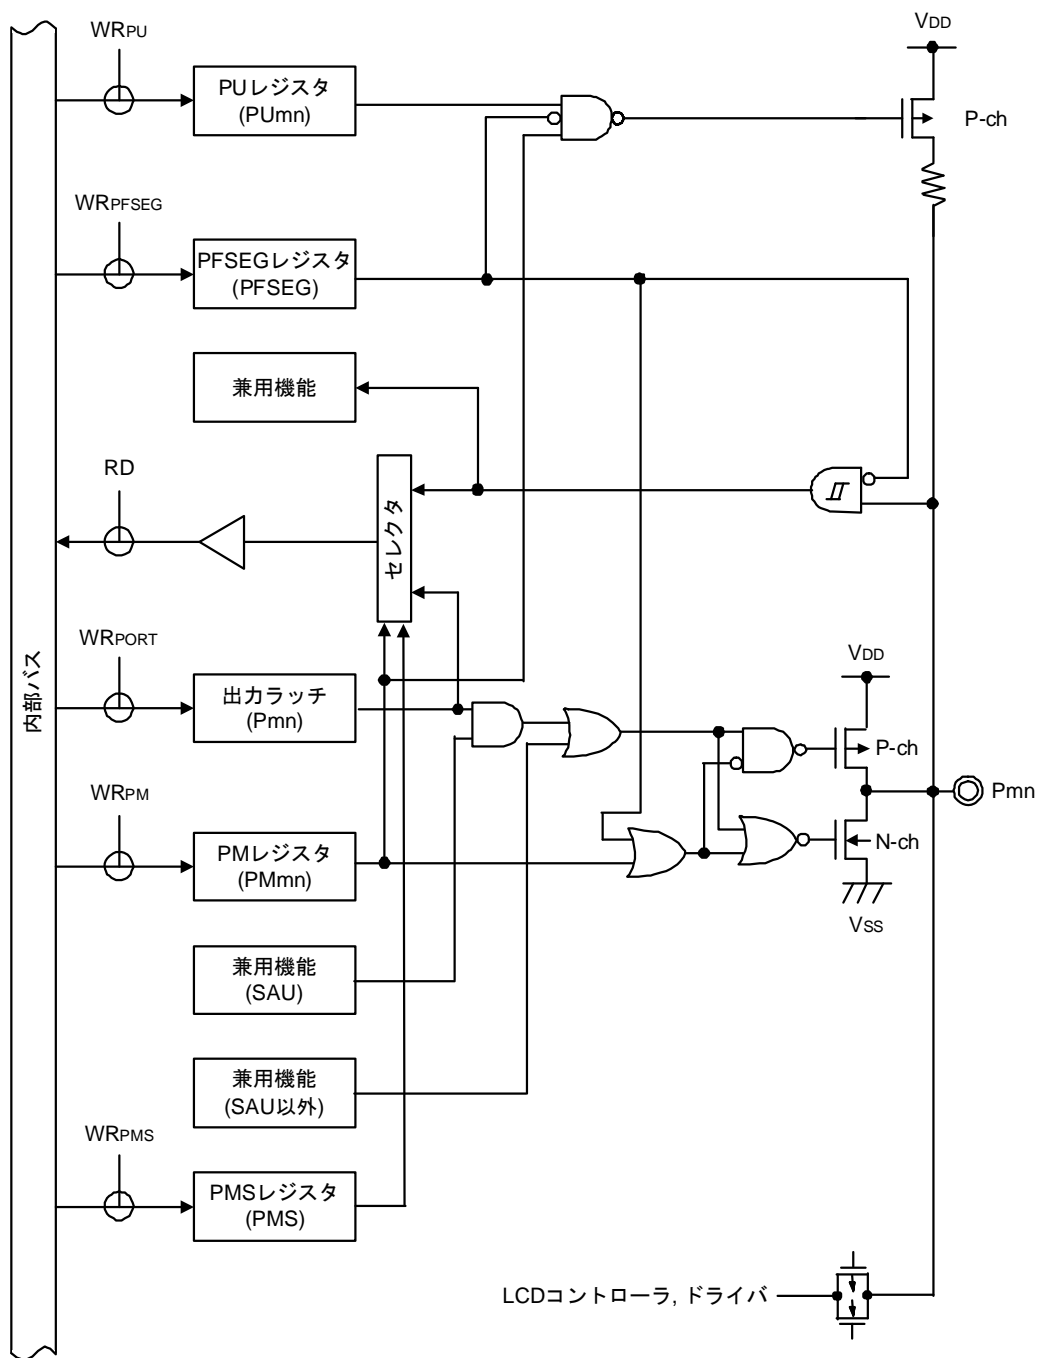 WRPU
VDD
PUレジスタ
(PUmn)
P-ch
WRPFSEG
PFSEGレジスタ
(PFSEG)
兼用機能
RD
セレクタ
WRPORT
内部バス
出力ラッチ
(Pmn)
VDD
P-ch
WRPM
Pmn
PMレジスタ
(PMmn)
N-ch
VSS
兼用機能
(SAU)
兼用機能
(SAU以外)
WRPMS
PMSレジスタ
(PMS)
LCDコントローラ, ドライバ